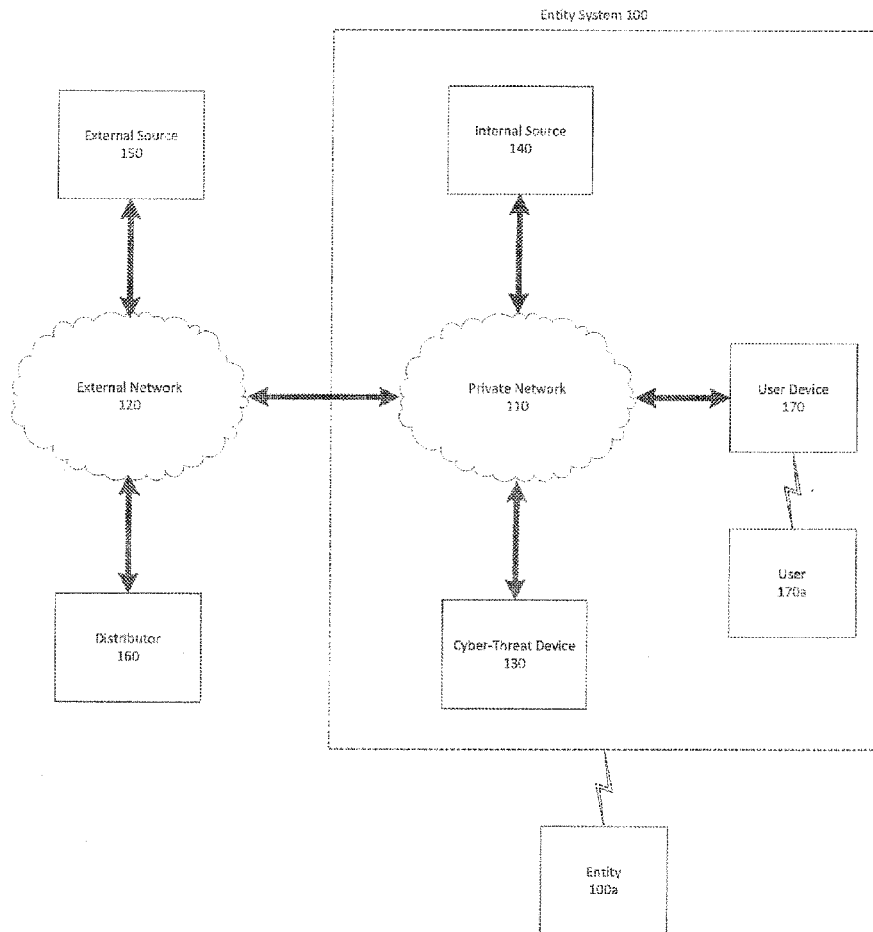 Entity System 100
External Source
150
Internal Source
140
External Network
120
Private Network
110
User Device
170
User
170a
Distributor
160
Cyber-Threat Device
130
Entity
100a